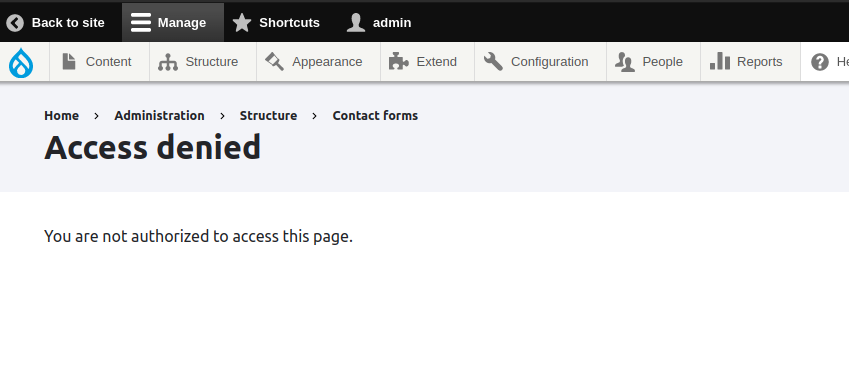 Back to site Manage Shortcuts admin
Content Structure Appearance Extend Configuration People Reports
Home > Administration > Structure > Contact forms
Access denied
You are not authorized to access this page.